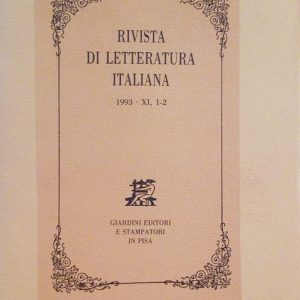 RIVISTA
DI LETTERATURA
ITALIANA
1993 · XI, 1-2
GIARDINI EDITORI
E STAMPATORI
IN PISA